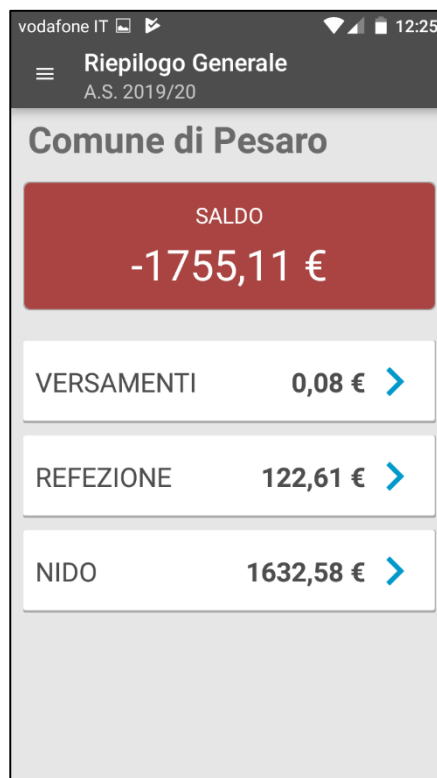 vodafone IT 12:25
Riepilogo Generale
A.S. 2019/20
Comune di Pesaro
SALDO
-1755,11 €
VERSAMENTI 0,08 €
REFEZIONE 122,61 €
NIDO 1632,58 €